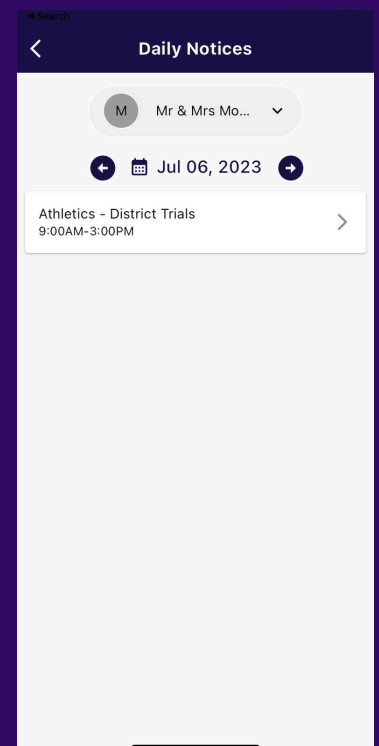 ◀ Search
Daily Notices
M Mr & Mrs Mo...
Jul 06, 2023
Athletics - District Trials
9:00AM-3:00PM